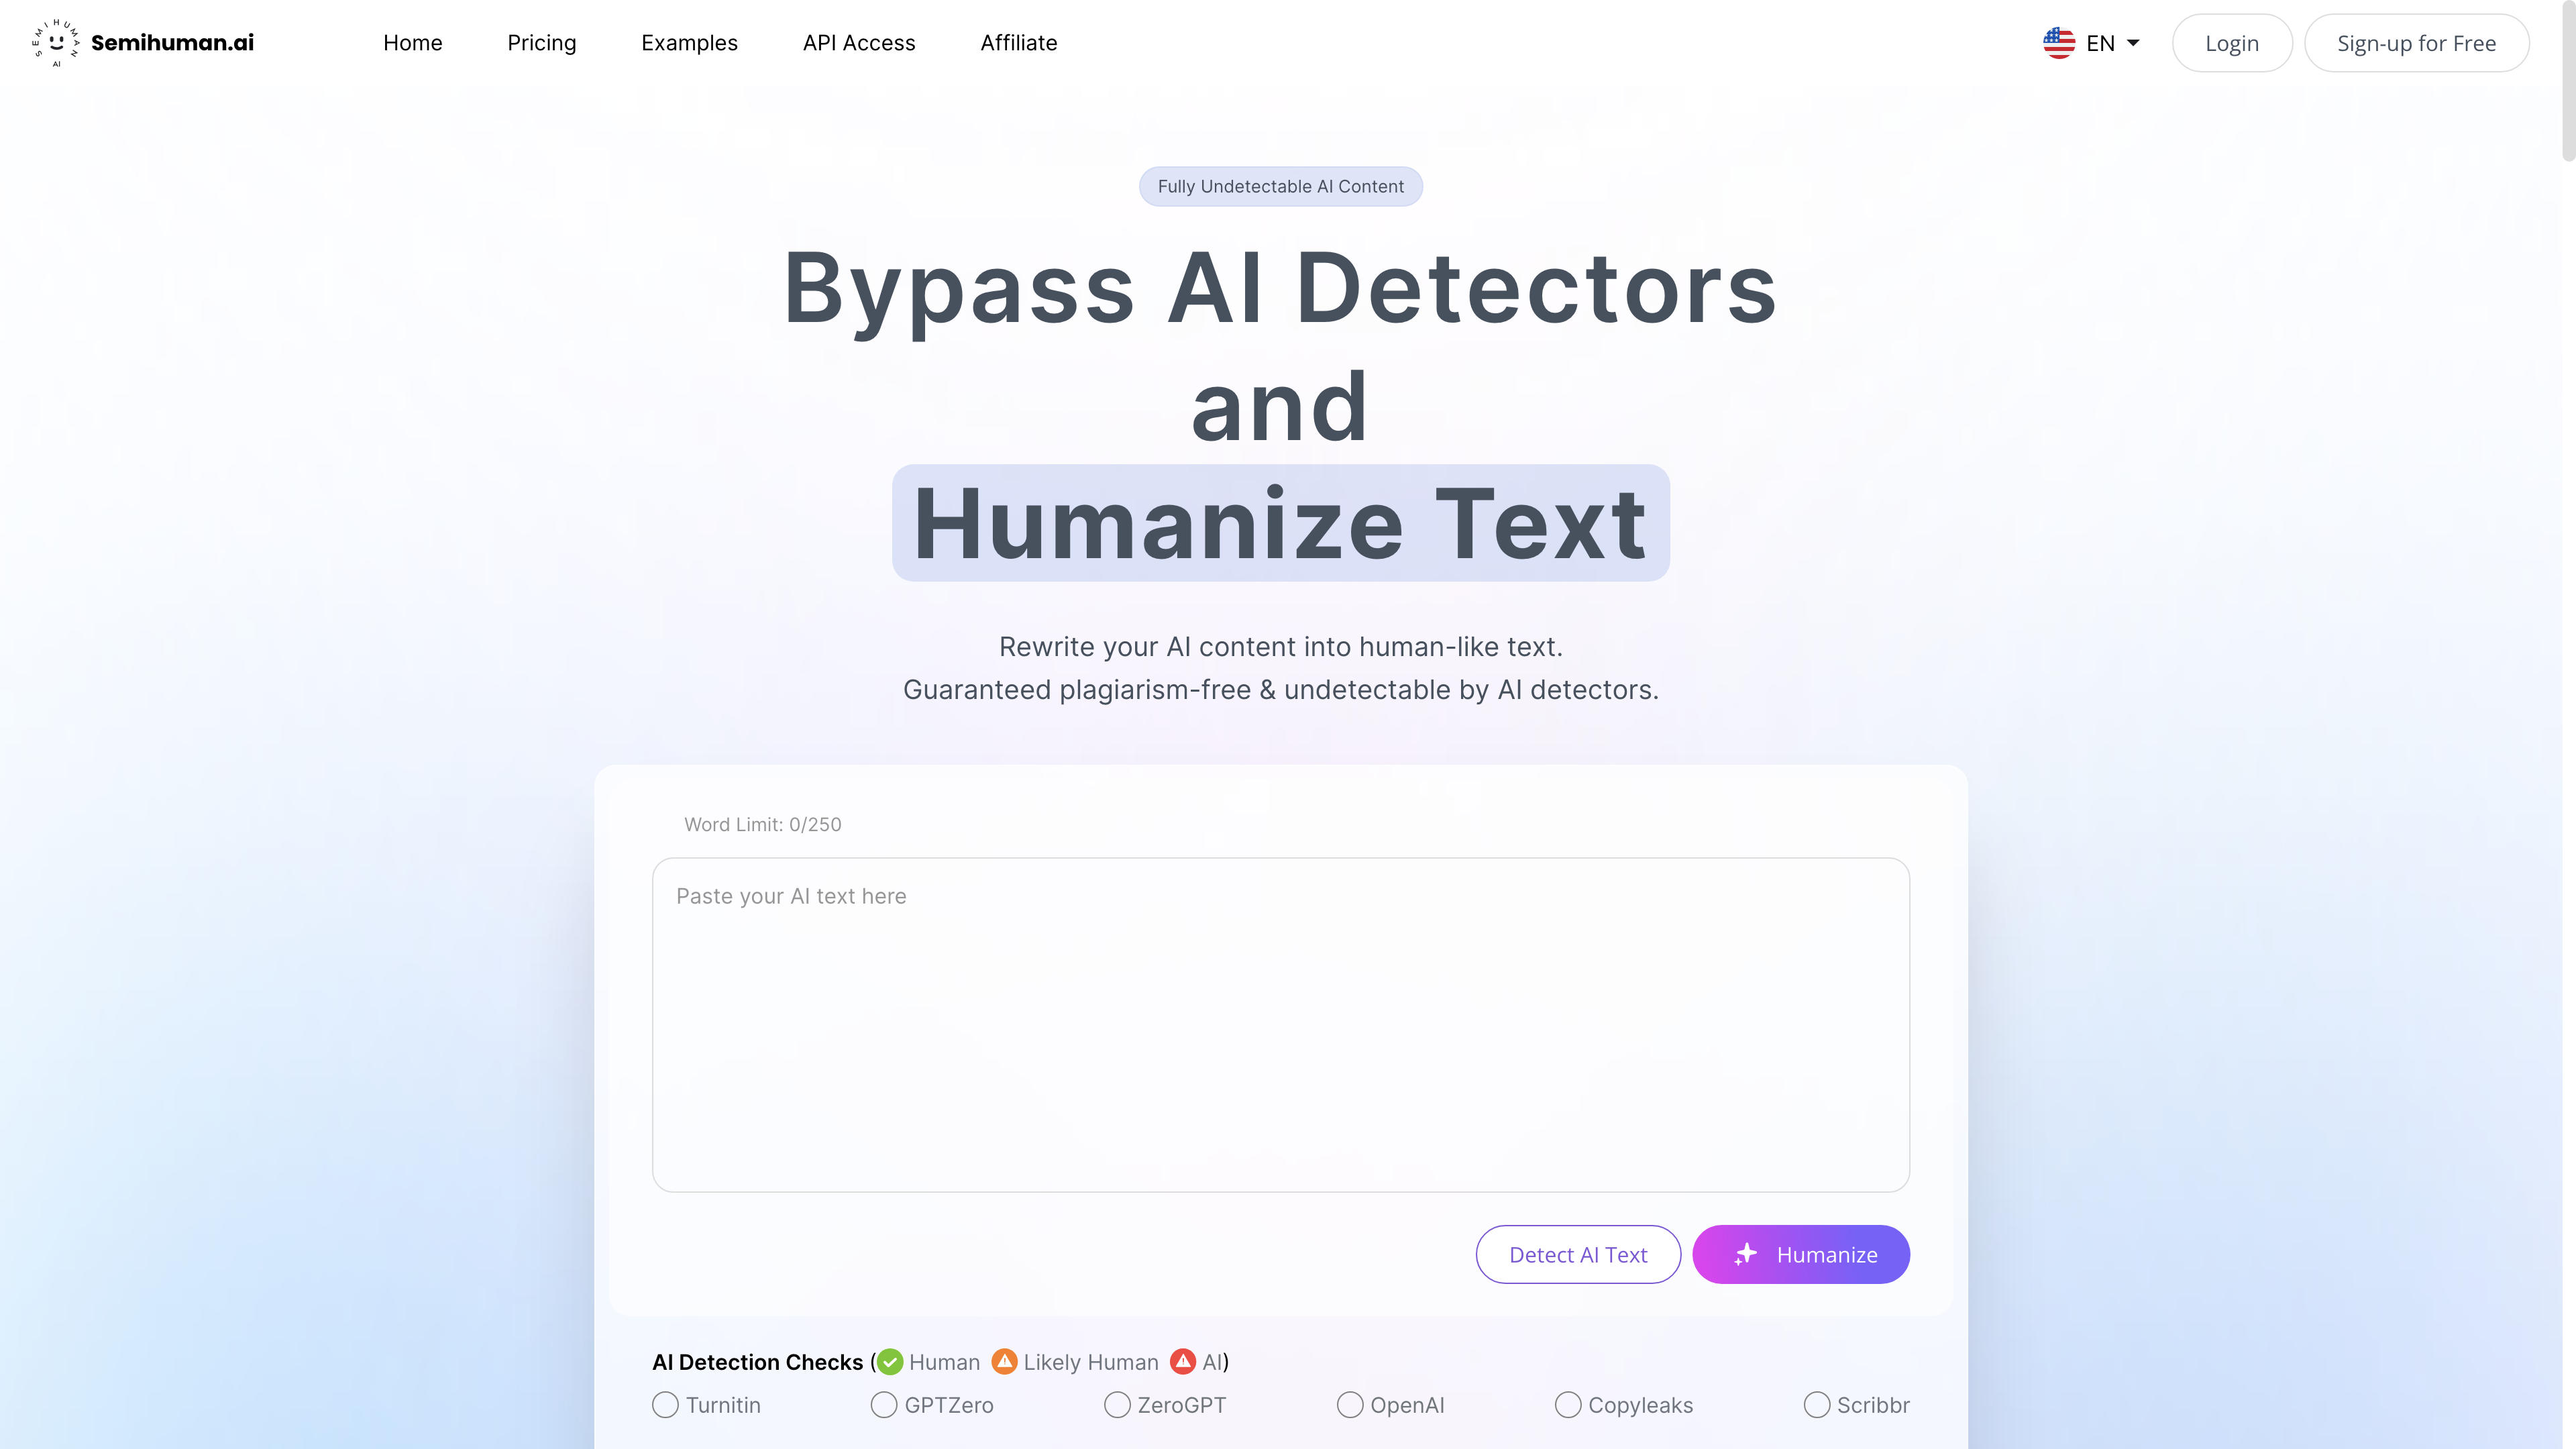 SEMIHUMAN AI
Semihuman.ai
Home
Pricing
Examples
API Access
Affiliate
EN
Login
Sign-up for Free
Fully Undetectable AI Content
Bypass AI Detectors
and
Humanize Text
Rewrite your AI content into human-like text.
Guaranteed plagiarism-free & undetectable by AI detectors.
Word Limit: 0/250
Paste your AI text here
Detect AI Text
Humanize
AI Detection Checks ( Human Likely Human AI)
Turnitin
GPTZero
ZeroGPT
OpenAI
Copyleaks
Scribbr